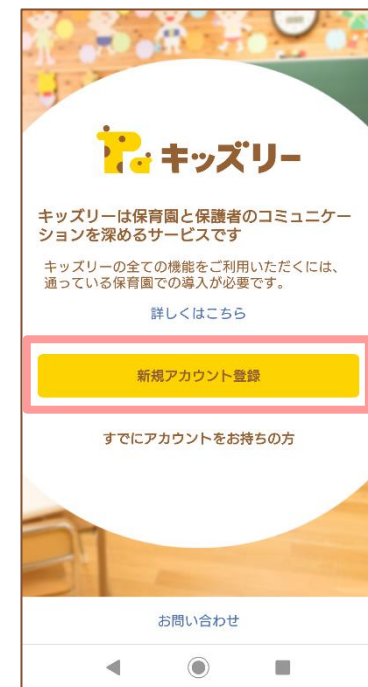 キッズリー
キッズリーは保育園と保護者のコミュニケー
ションを深めるサービスです
キッズリーの全ての機能をご利用いただくには、
通っている保育園での導入が必要です。
詳しくはこちら
新規アカウント登録
すでにアカウントをお持ちの方
お問い合わせ